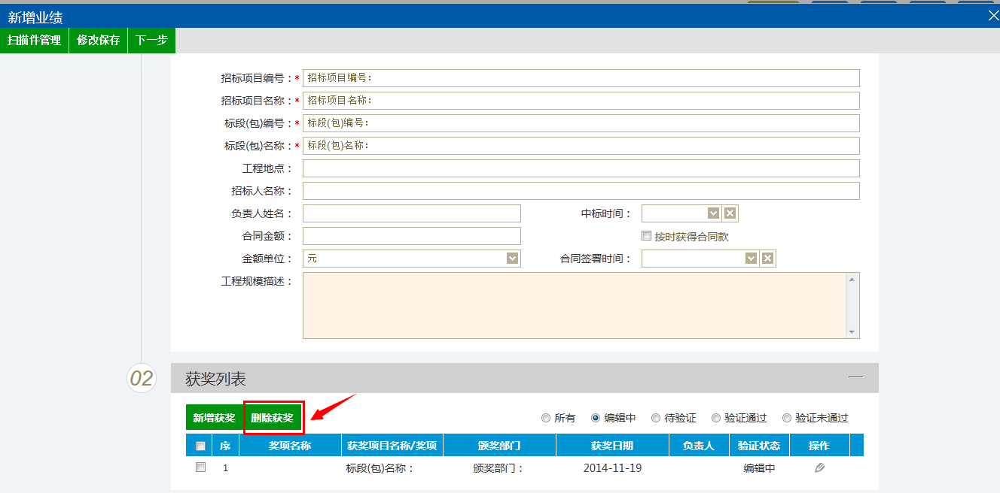 新增业绩
扫描件管理 修改保存 下一步
招标项目编号：* 招标项目编号：
招标项目名称：* 招标项目名称：
标段(包)编号：* 标段(包)编号：
标段(包)名称：* 标段(包)名称：
工程地点：
招标人名称：
负责人姓名： 中标时间：
合同金额： 按时获得合同款
金额单位： 元 合同签署时间：
工程规模描述：
02 获奖列表
新增获奖 删除获奖 所有 编辑中 待验证 验证通过 验证未通过
序 奖项名称 获奖项目名称/奖项 颁奖部门 获奖日期 负责人 验证状态 操作
1 标段(包)名称： 颁奖部门： 2014-11-19 编辑中